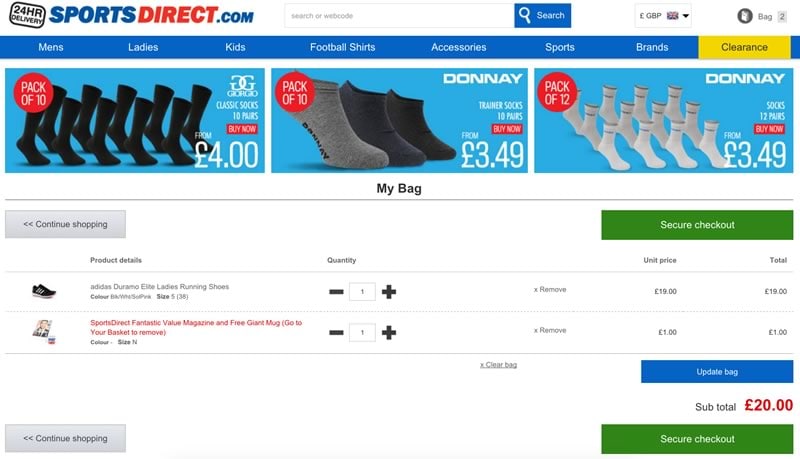 24HR
DELIVERY
SPORTSDIRECT.COM
search or webcode
Search
£ GBP
Bag 2
Mens Ladies Kids Football Shirts Accessories Sports Brands Clearance
PACK
OF 10
GIORGIO
CLASSIC SOCKS
10 PAIRS
BUY NOW
FROM
£4.00
PACK
OF 10
DONNAY
DONNAY
TRAINER SOCKS
10 PAIRS
BUY NOW
FROM
£3.49
PACK
OF 12
DONNAY
SOCKS
12 PAIRS
BUY NOW
FROM
£3.49
My Bag
<< Continue shopping
Secure checkout
Product details Quantity Unit price Total
adidas Duramo Elite Ladies Running Shoes
Colour Blk/Wht/SolPink Size 5 (38)
1
x Remove
£19.00
£19.00
SportsDirect Fantastic Value Magazine and Free Giant Mug (Go to
Your Basket to remove)
Colour - Size N
1
x Remove
£1.00
£1.00
x Clear bag
Update bag
Sub total £20.00
<< Continue shopping
Secure checkout